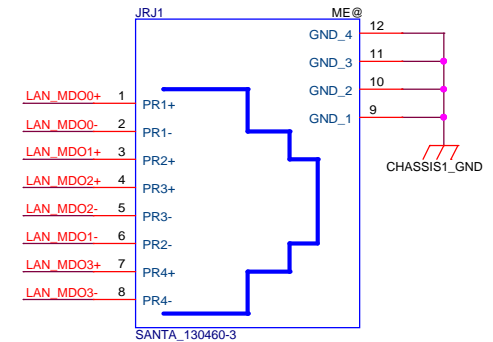 JRJ1 ME@
GND_4 12
GND_3 11
GND_2 10
GND_1 9
CHASSIS1_GND
LAN_MDO0+ 1 PR1+
LAN_MDO0- 2 PR1-
LAN_MDO1+ 3 PR2+
LAN_MDO2+ 4 PR3+
LAN_MDO2- 5 PR3-
LAN_MDO1- 6 PR2-
LAN_MDO3+ 7 PR4+
LAN_MDO3- 8 PR4-
SANTA_130460-3